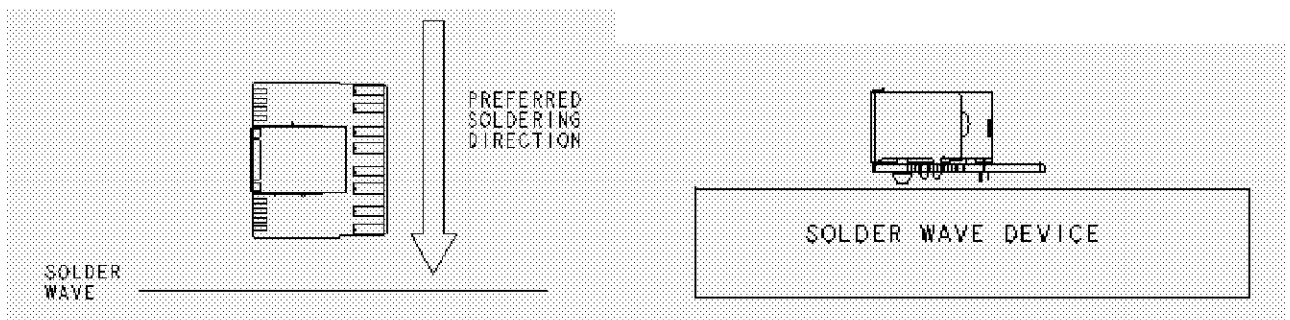 PREFERRED
SOLDERING
DIRECTION
SOLDER
WAVE
SOLDER WAVE DEVICE